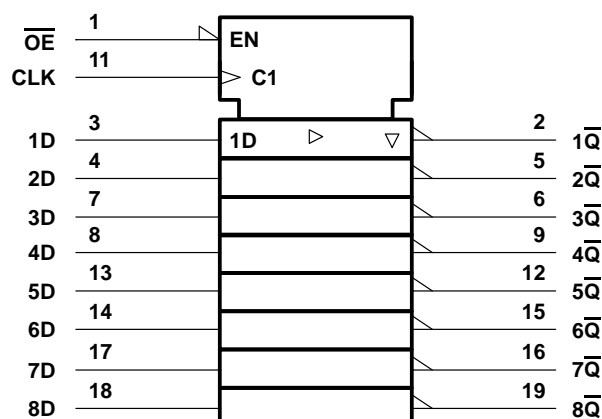 1
O̅E̅ EN
11
CLK C1
3 2
1D 1D 1Q̅
4 5
2D 2Q̅
7 6
3D 3Q̅
8 9
4D 4Q̅
13 12
5D 5Q̅
14 15
6D 6Q̅
17 16
7D 7Q̅
18 19
8D 8Q̅